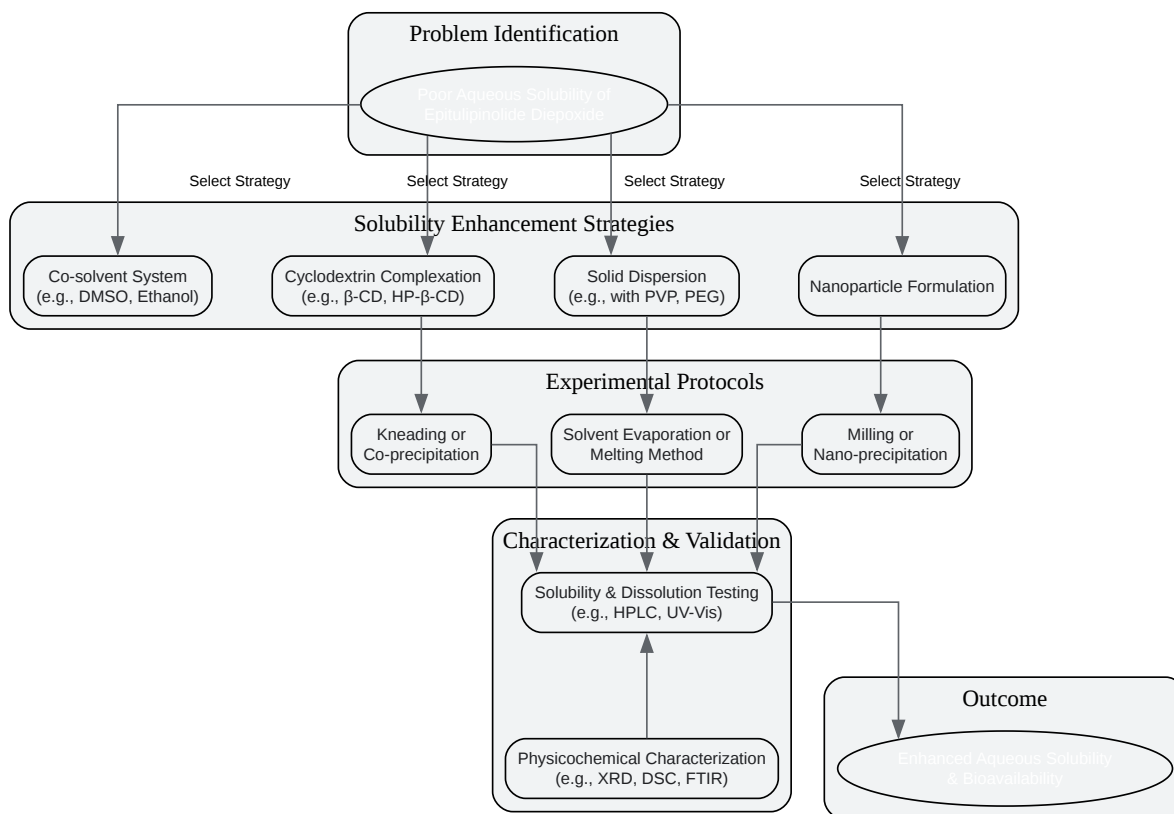 Problem Identification
Poor Aqueous Solubility of
Epitulipinolide Diepoxide
Select Strategy
Select Strategy
Select Strategy
Select Strategy
Solubility Enhancement Strategies
Co-solvent System
(e.g., DMSO, Ethanol)
Cyclodextrin Complexation
(e.g., β-CD, HP-β-CD)
Solid Dispersion
(e.g., with PVP, PEG)
Nanoparticle Formulation
Experimental Protocols
Kneading or
Co-precipitation
Solvent Evaporation or
Melting Method
Milling or
Nano-precipitation
Characterization & Validation
Solubility & Dissolution Testing
(e.g., HPLC, UV-Vis)
Physicochemical Characterization
(e.g., XRD, DSC, FTIR)
Outcome
Enhanced Aqueous Solubility
& Bioavailability